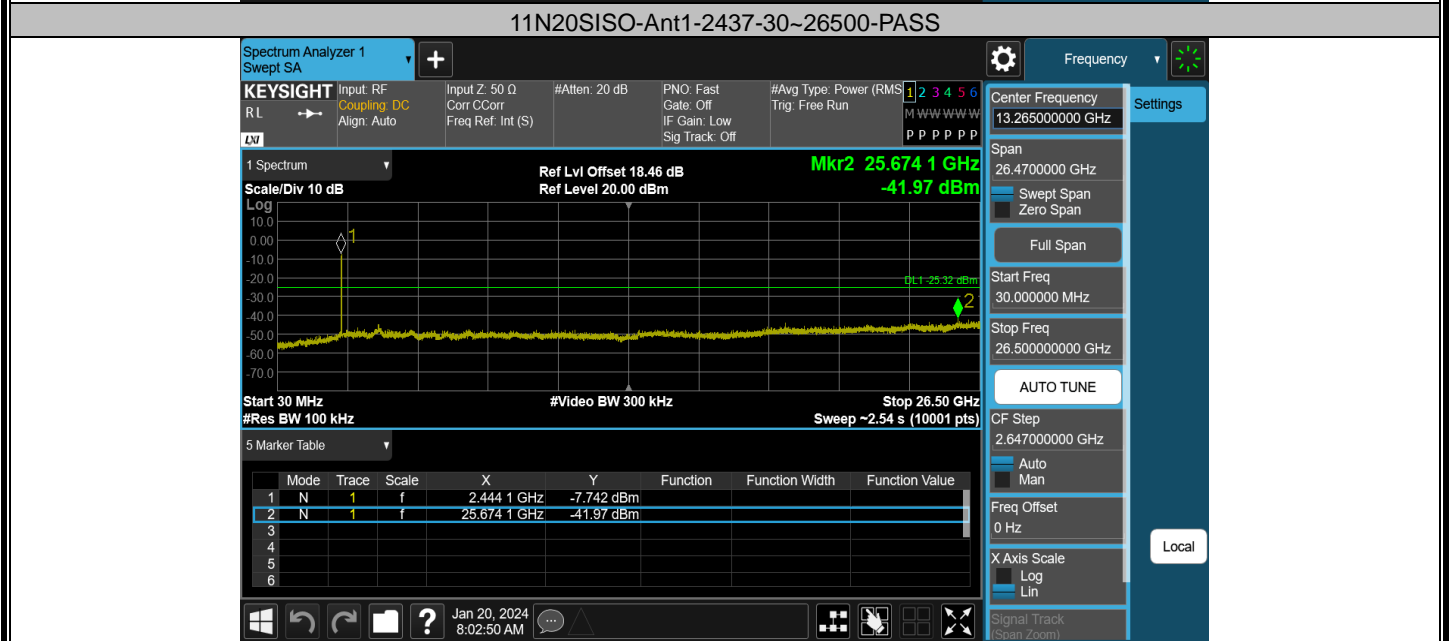 11N20SISO-Ant1-2437-30~26500-PASS
Spectrum Analyzer 1
Swept SA
Frequency
KEYSIGHT
RL
LXI
Input: RF
Coupling: DC
Align: Auto
Input Z: 50 Ω
Corr CCorr
Freq Ref: Int (S)
#Atten: 20 dB
PNO: Fast
Gate: Off
IF Gain: Low
Sig Track: Off
#Avg Type: Power (RMS
Trig: Free Run
1 2 3 4 5 6
M W W W W W
P P P P P P
Center Frequency
13.265000000 GHz
Settings
1 Spectrum
Ref Lvl Offset 18.46 dB
Mkr2 25.674 1 GHz
Scale/Div 10 dB
Ref Level 20.00 dBm
-41.97 dBm
Log
10.0
0.00
-10.0
-20.0
-30.0
-40.0
-50.0
-60.0
-70.0
1
DL1 -25.32 dBm
2
Start 30 MHz
#Video BW 300 kHz
Stop 26.50 GHz
#Res BW 100 kHz
Sweep ~2.54 s (10001 pts)
Span
26.4700000 GHz
Swept Span
Zero Span
Full Span
Start Freq
30.000000 MHz
Stop Freq
26.500000000 GHz
AUTO TUNE
CF Step
2.647000000 GHz
Auto
Man
Freq Offset
0 Hz
X Axis Scale
Log
Lin
Signal Track
(Span Zoom)
Local
5 Marker Table
Mode Trace Scale X Y Function Function Width Function Value
1 N 1 f 2.444 1 GHz -7.742 dBm
2 N 1 f 25.674 1 GHz -41.97 dBm
3
4
5
6
?
Jan 20, 2024
8:02:50 AM